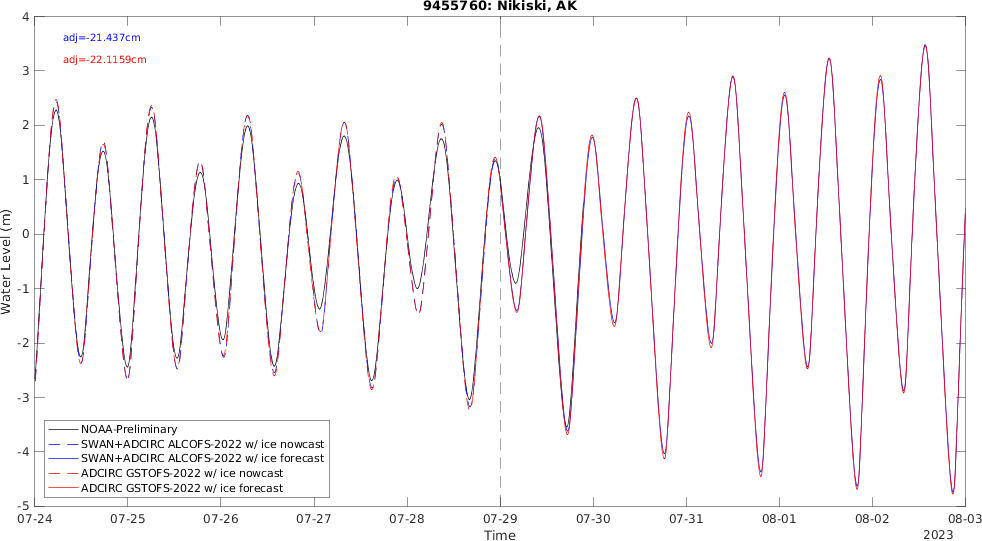 9455760: Nikiski, AK
adj=-21.437cm
adj=-22.1159cm
Water Level (m)
4
3
2
1
0
-1
-2
-3
-4
-5
NOAA-Preliminary
SWAN+ADCIRC ALCOFS-2022 w/ ice nowcast
SWAN+ADCIRC ALCOFS-2022 w/ ice forecast
ADCIRC GSTOFS-2022 w/ ice nowcast
ADCIRC GSTOFS-2022 w/ ice forecast
07-24 07-25 07-26 07-27 07-28 07-29 07-30 07-31 08-01 08-02 08-03
Time
2023